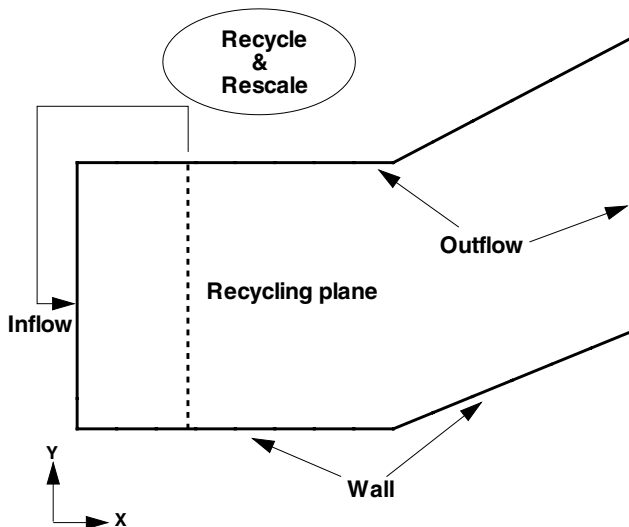 Recycle
&
Rescale
Outflow
Recycling plane
Inflow
Wall
Y
X